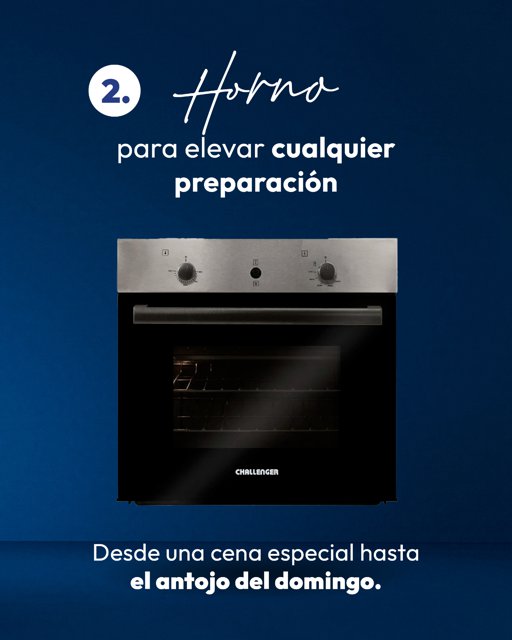 2. Horno
para elevar cualquier
preparación
CHALLENGER
Desde una cena especial hasta
el antojo del domingo.